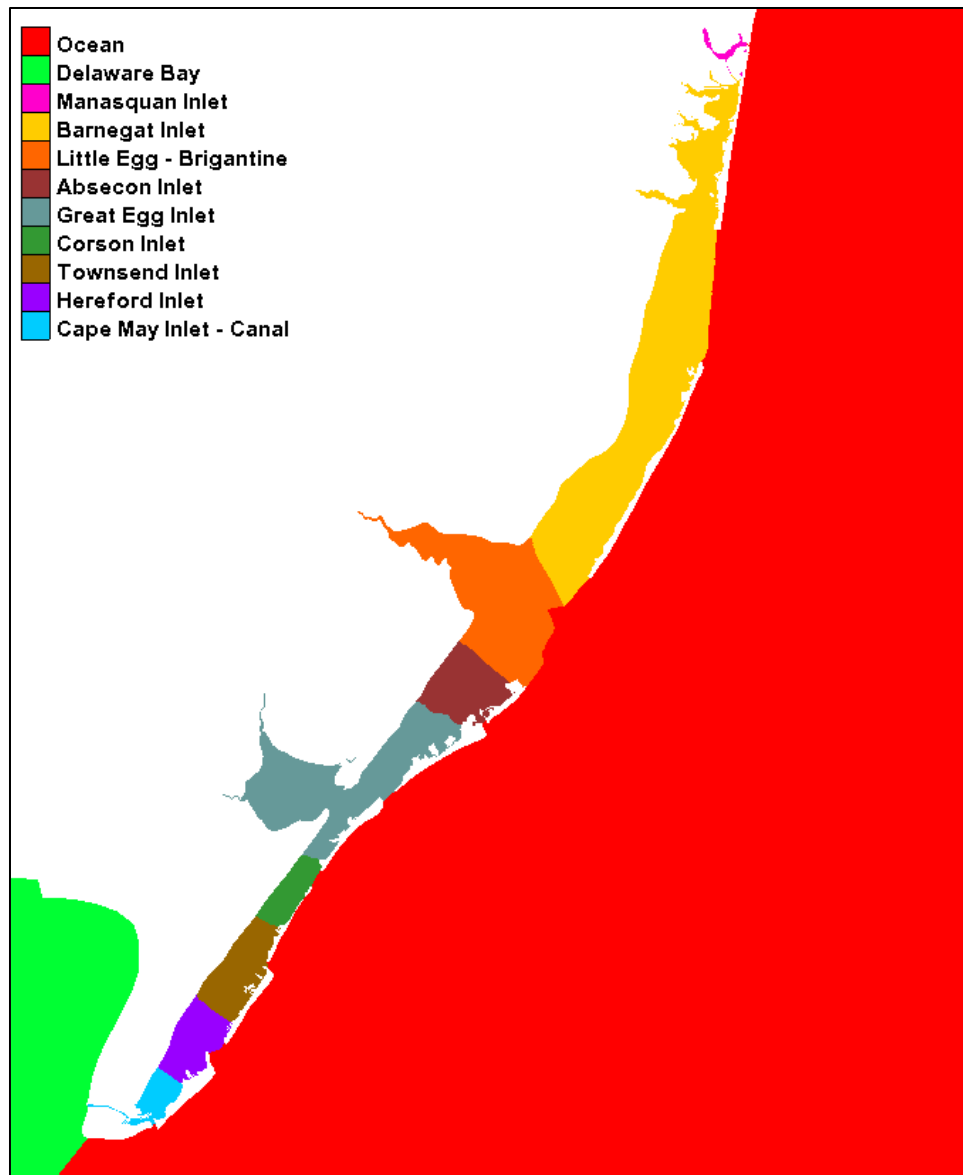 Ocean
Delaware Bay
Manasquan Inlet
Barnegat Inlet
Little Egg - Brigantine
Absecon Inlet
Great Egg Inlet
Corson Inlet
Townsend Inlet
Hereford Inlet
Cape May Inlet - Canal